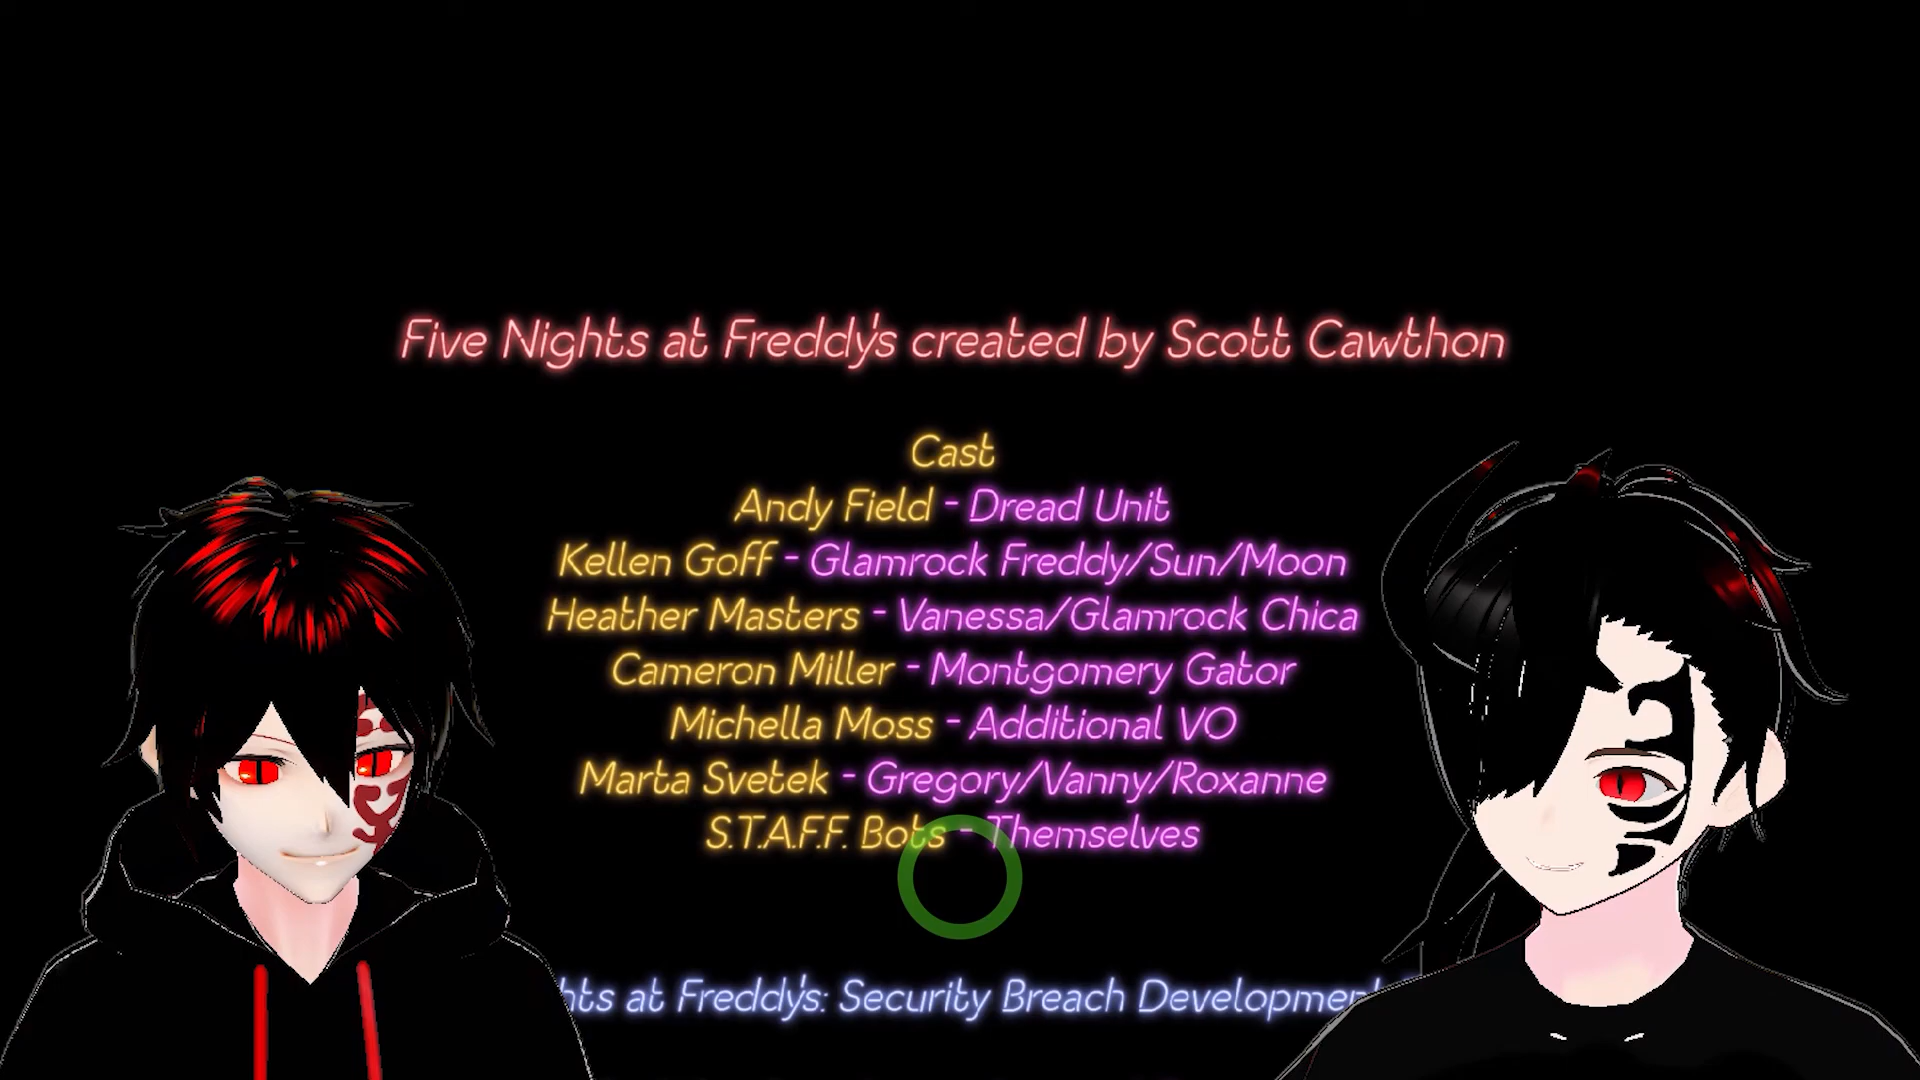 Five Nights at Freddy's created by Scott Cawthon
Cast
Andy Field - Dread Unit
Kellen Goff - Glamrock Freddy/Sun/Moon
Heather Masters - Vanessa/Glamrock Chica
Cameron Miller - Montgomery Gator
Michella Moss - Additional VO
Marta Svetek - Gregory/Vanny/Roxanne
S.T.A.F.F. Bots - Themselves
at Freddy's: Security Breach